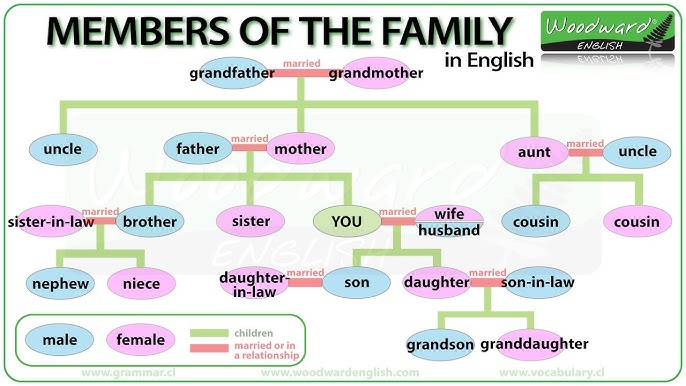 MEMBERS OF THE FAMILY
in English
Woodward®
ENGLISH
grandfather married grandmother
uncle father married mother aunt married uncle
sister-in-law married brother sister YOU married wife
husband
cousin cousin
nephew niece daughter-
in-law married son daughter married son-in-law
grandson granddaughter
male female children
married or in
a relationship
Woodward
ENGLISH
www.grammar.cl www.woodwardenglish.com www.vocabulary.cl